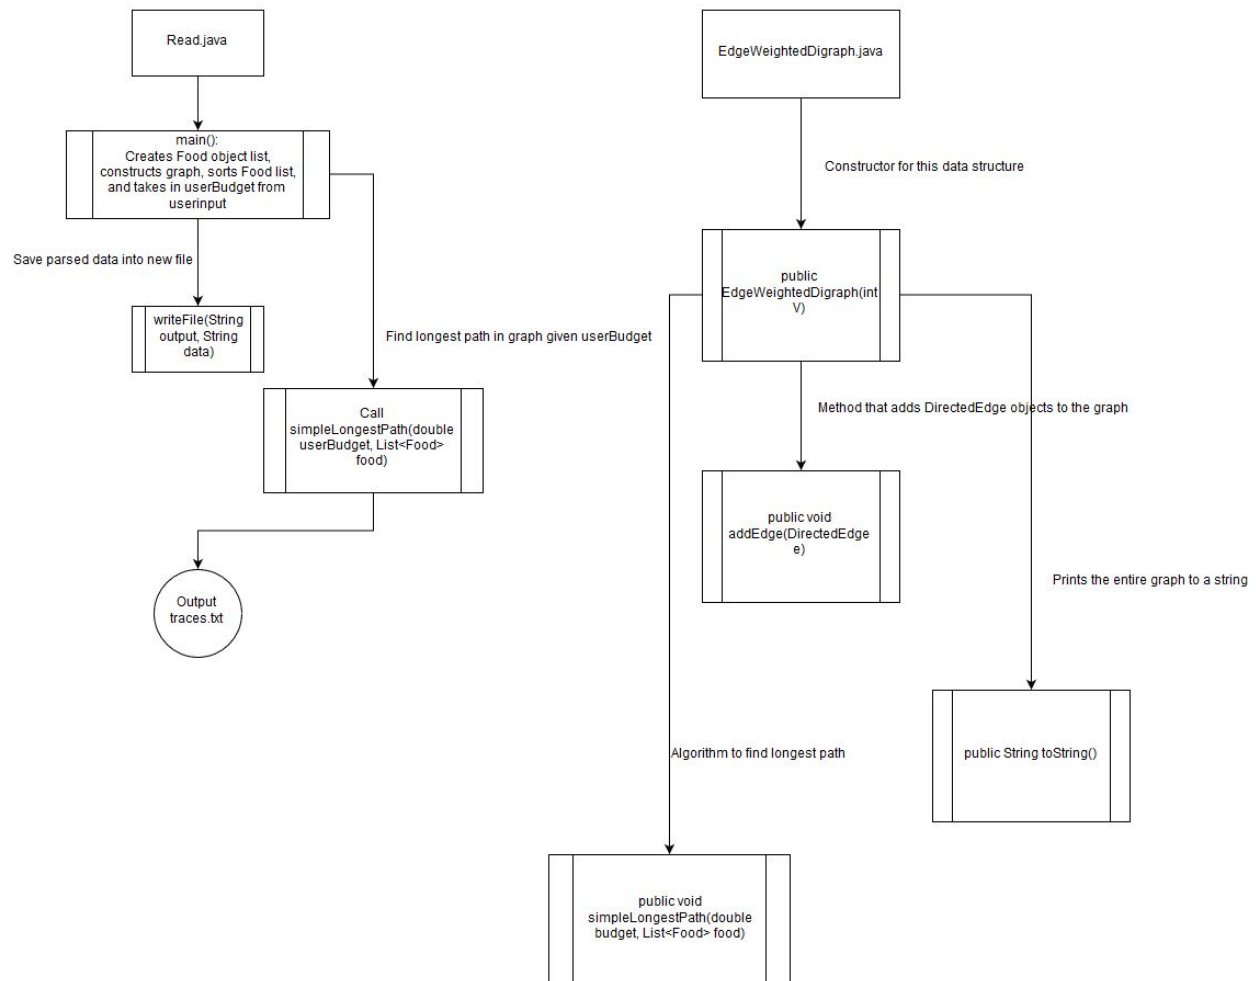 Read.java
main():
Creates Food object list,
constructs graph, sorts Food list,
and takes in userBudget from
userinput
Save parsed data into new file
writeFile(String
output, String
data)
Find longest path in graph given userBudget
Call
simpleLongestPath(double
userBudget, List<Food>
food)
Output
traces.txt
EdgeWeightedDigraph.java
Constructor for this data structure
public
EdgeWeightedDigraph(int
V)
Method that adds DirectedEdge objects to the graph
public void
addEdge(DirectedEdge
e)
Prints the entire graph to a string
public String toString()
Algorithm to find longest path
public void
simpleLongestPath(double
budget, List<Food> food)